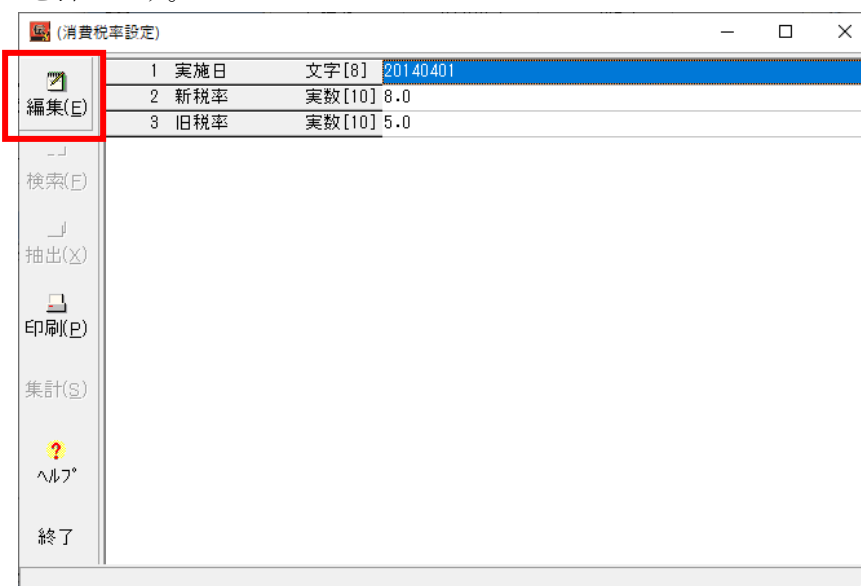 (消費税率設定)
編集(E)
1 実施日 文字[8] 20140401
2 新税率 実数[10] 8.0
3 旧税率 実数[10] 5.0
検索(F)
抽出(X)
印刷(P)
集計(S)
?
ヘルプ
終了